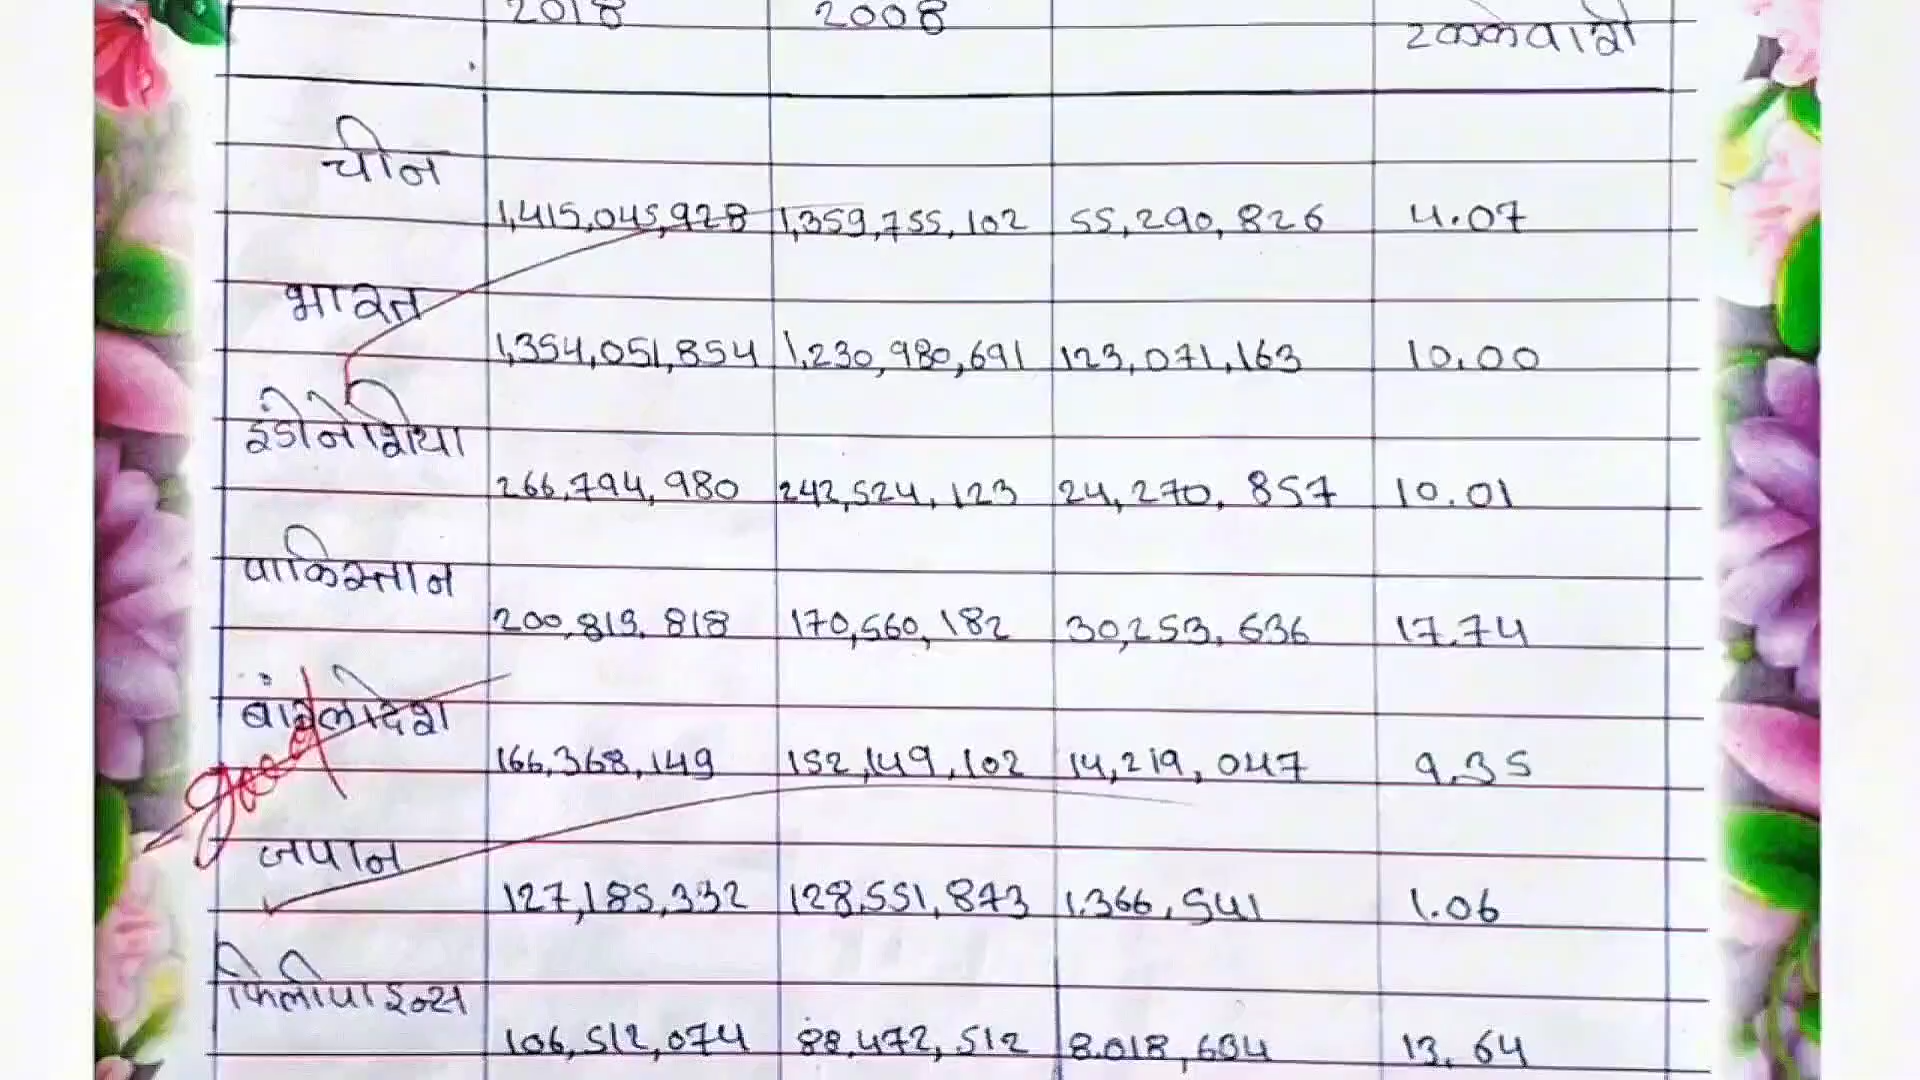 2018 2008 टक्केवारी
चीन
1,415,045,928 1,359,755,102 55,290,826 4.07
भारत
1,354,051,854 1,230,980,691 123,071,163 10.00
इंडोनेशिया
266,794,980 242,524,123 24,270,857 10.01
पाकिस्तान
200,819,818 170,560,182 30,253,636 17.74
बांग्लादेश
166,368,149 152,149,102 14,219,047 9.35
good
जपान
127,185,332 128,551,873 1,366,541 1.06
फिलीपाइन्स
106,512,074 88,472,512 8,018,634 13.64